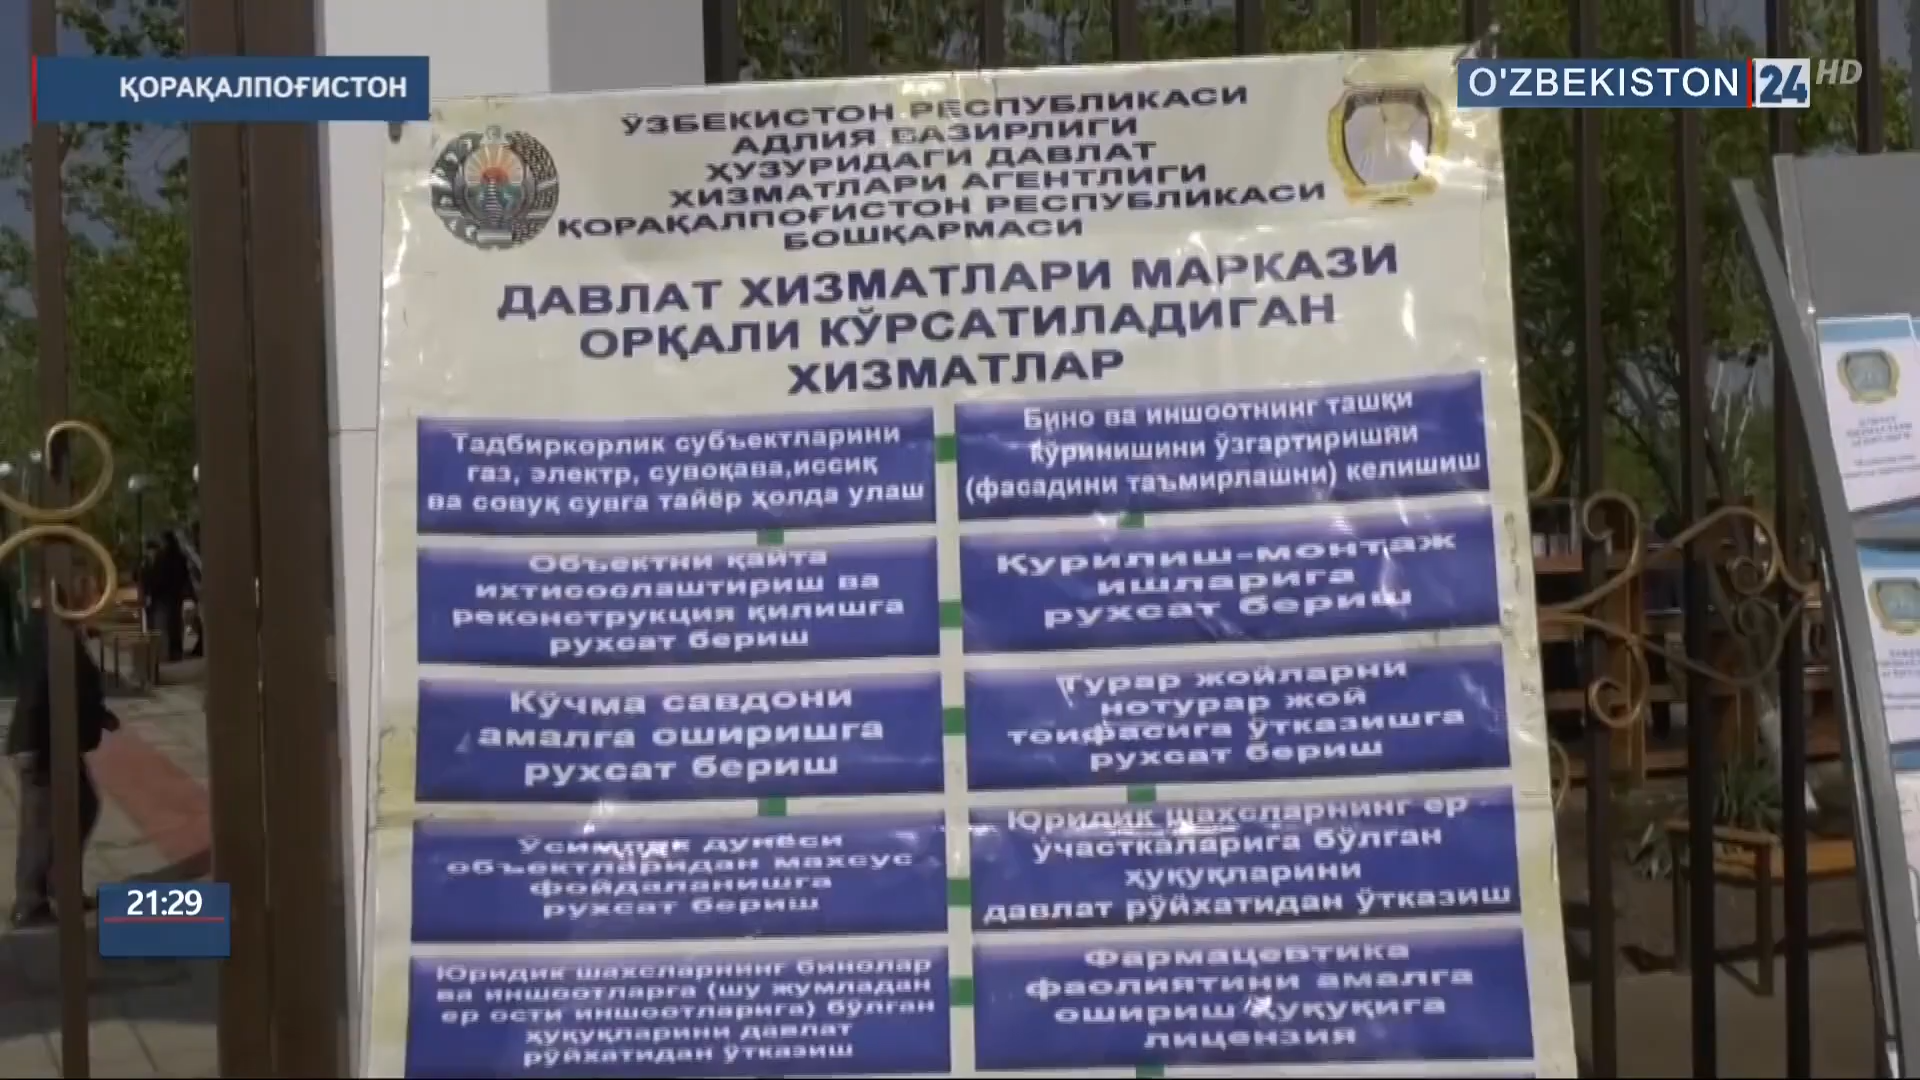 ҚОРАҚАЛПОҒИСТОН
O'ZBEKISTON 24 HD
ЎЗБЕКИСТОН РЕСПУБЛИКАСИ
АДЛИЯ ВАЗИРЛИГИ
ҲУЗУРИДАГИ ДАВЛАТ
ХИЗМАТЛАРИ АГЕНТЛИГИ
ҚОРАҚАЛПОҒИСТОН РЕСПУБЛИКАСИ
БОШҚАРМАСИ
ДАВЛАТ ХИЗМАТЛАРИ МАРКАЗИ
ОРҚАЛИ КЎРСАТИЛАДИГАН
ХИЗМАТЛАР
Тадбиркорлик субъектларини
газ, электр, сувоқава,иссиқ
ва совуқ сувга тайёр ҳолда улаш
Бино ва иншоотнинг ташқи
кўринишини ўзгартиришни
(фасадини таъмирлашни) келишиш
Объектни қайта
ихтисослаштириш ва
реконструкция қилишга
рухсат бериш
Қурилиш-монтаж
ишларига
рухсат бериш
Кўчма савдони
амалга оширишга
рухсат бериш
Турар жойларни
нотурар жой
тоифасига ўтказишга
рухсат бериш
Ўсимлик дунёси
объектларидан махсус
фойдаланишга
рухсат бериш
Юридик шахсларнинг ер
участкаларига бўлган
ҳуқуқларини
давлат рўйхатидан ўтказиш
Юридик шахсларнинг бинолар
ва иншоотларга (шу жумладан
ер ости иншоотларига) бўлган
ҳуқуқларини давлат
рўйхатидан ўтказиш
Фармацевтика
фаолиятини амалга
ошириш ҳуқуқига
лицензия
21:29